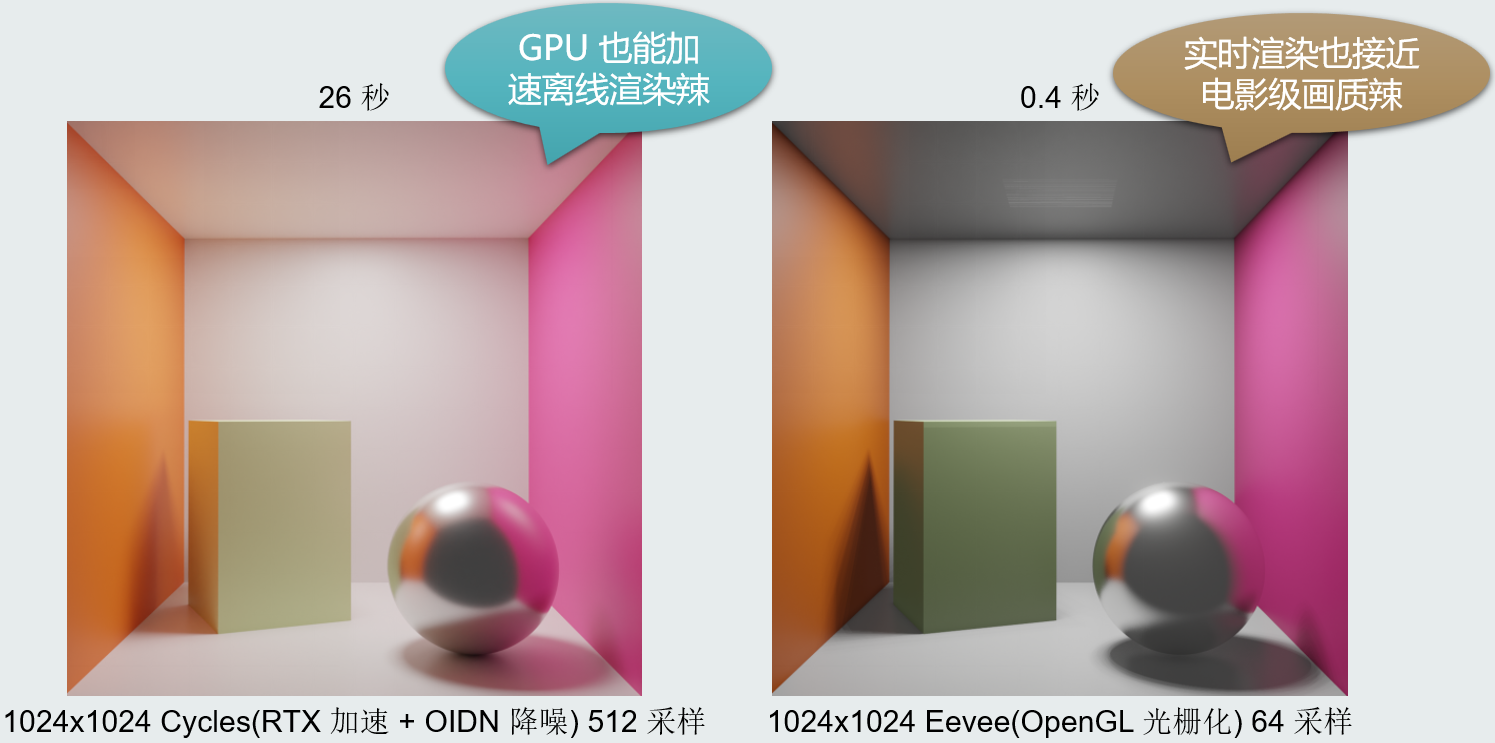 GPU 也能加
速离线渲染辣
实时渲染也接近
电影级画质辣
26 秒
0.4 秒
1024x1024 Cycles(RTX 加速 + OIDN 降噪) 512 采样
1024x1024 Eevee(OpenGL 光栅化) 64 采样